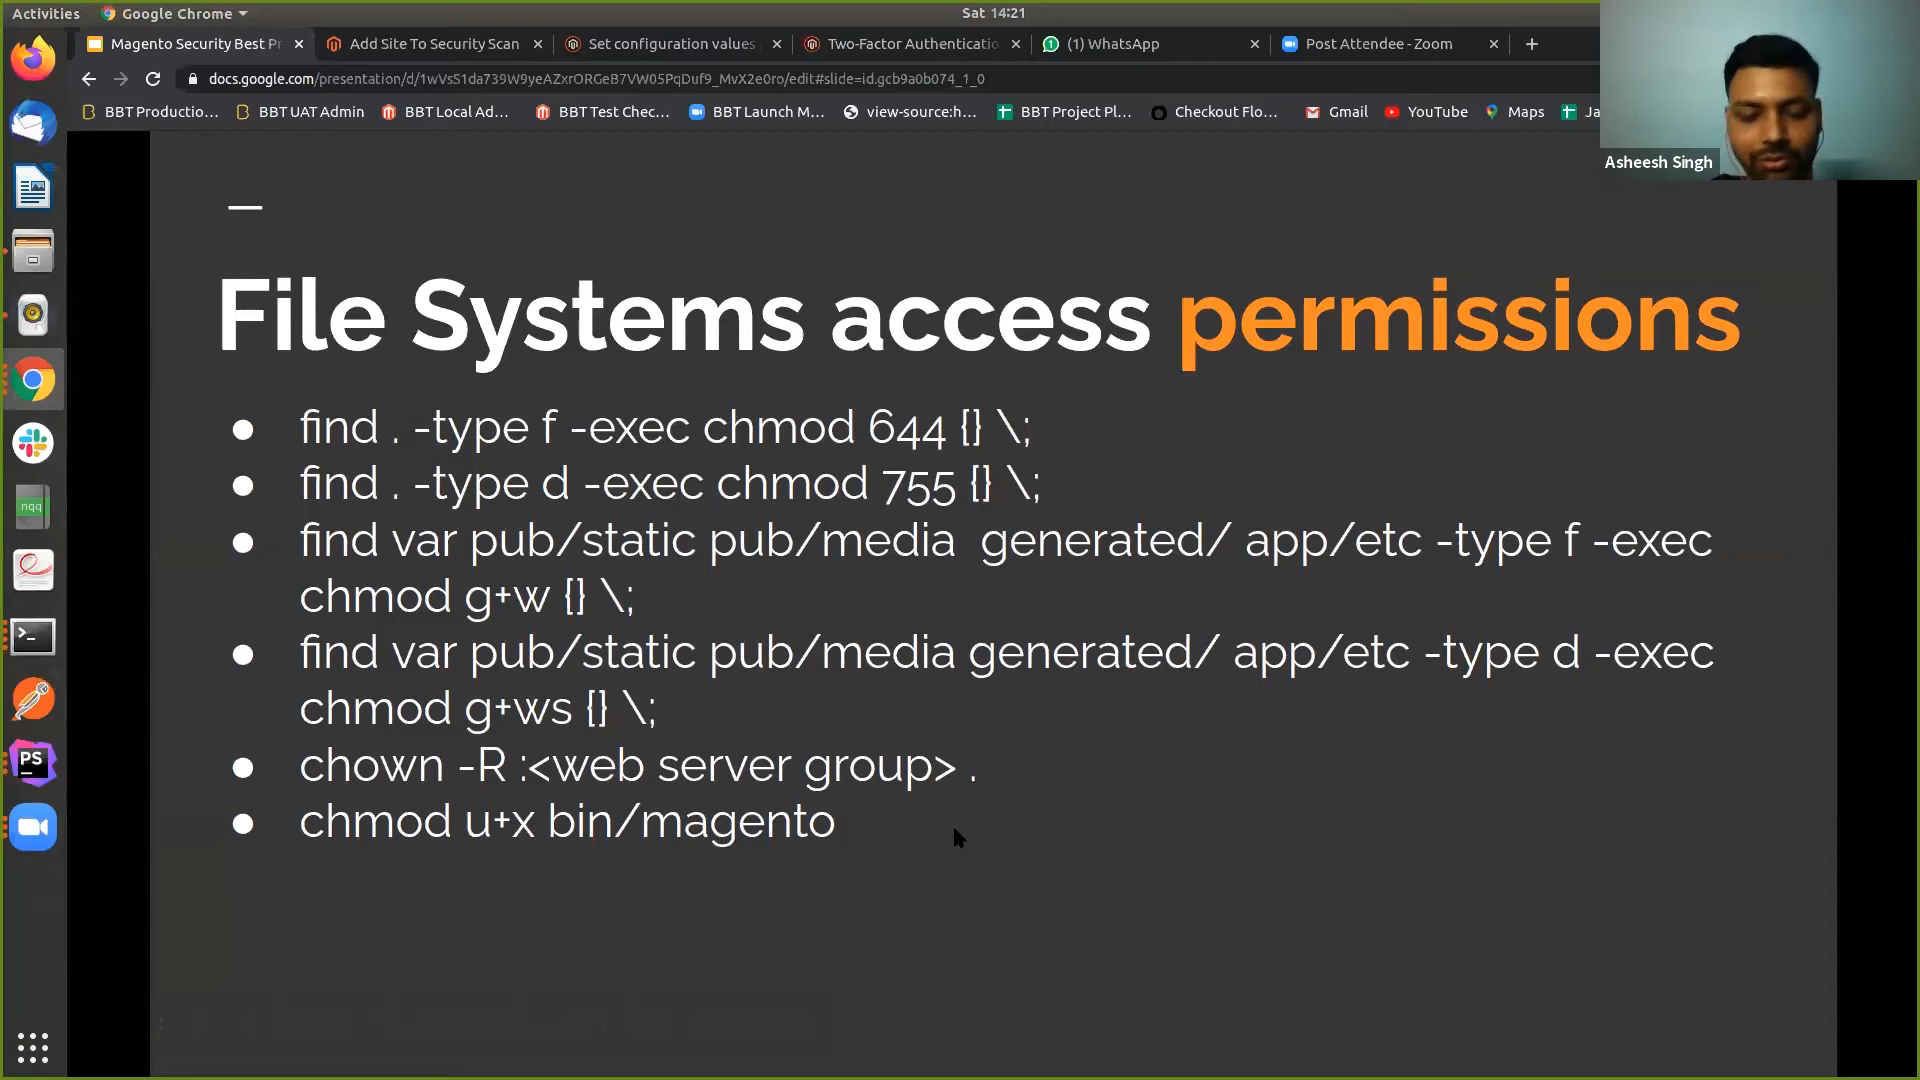 Activities
Google Chrome
Sat 14:21
Magento Security Best Pr
Add Site To Security Scan
Set configuration values
Two-Factor Authenticatio
(1) WhatsApp
Post Attendee - Zoom
docs.google.com/presentation/d/1wVsS1da739W9yeAZxrORGeB7VW05PqDuf9_MvX2e0ro/edit#slide=id.gcb9a0b074_1_0
BBT Productio...
BBT UAT Admin
BBT Local Ad...
BBT Test Chec...
BBT Launch M...
view-source:h...
BBT Project Pl...
Checkout Flo...
Gmail
YouTube
Maps
Ja
Asheesh Singh
File Systems access permissions
● find . -type f -exec chmod 644 {} \;
● find . -type d -exec chmod 755 {} \;
● find var pub/static pub/media generated/ app/etc -type f -exec
chmod g+w {} \;
● find var pub/static pub/media generated/ app/etc -type d -exec
chmod g+ws {} \;
● chown -R :<web server group> .
● chmod u+x bin/magento
nqq
PS